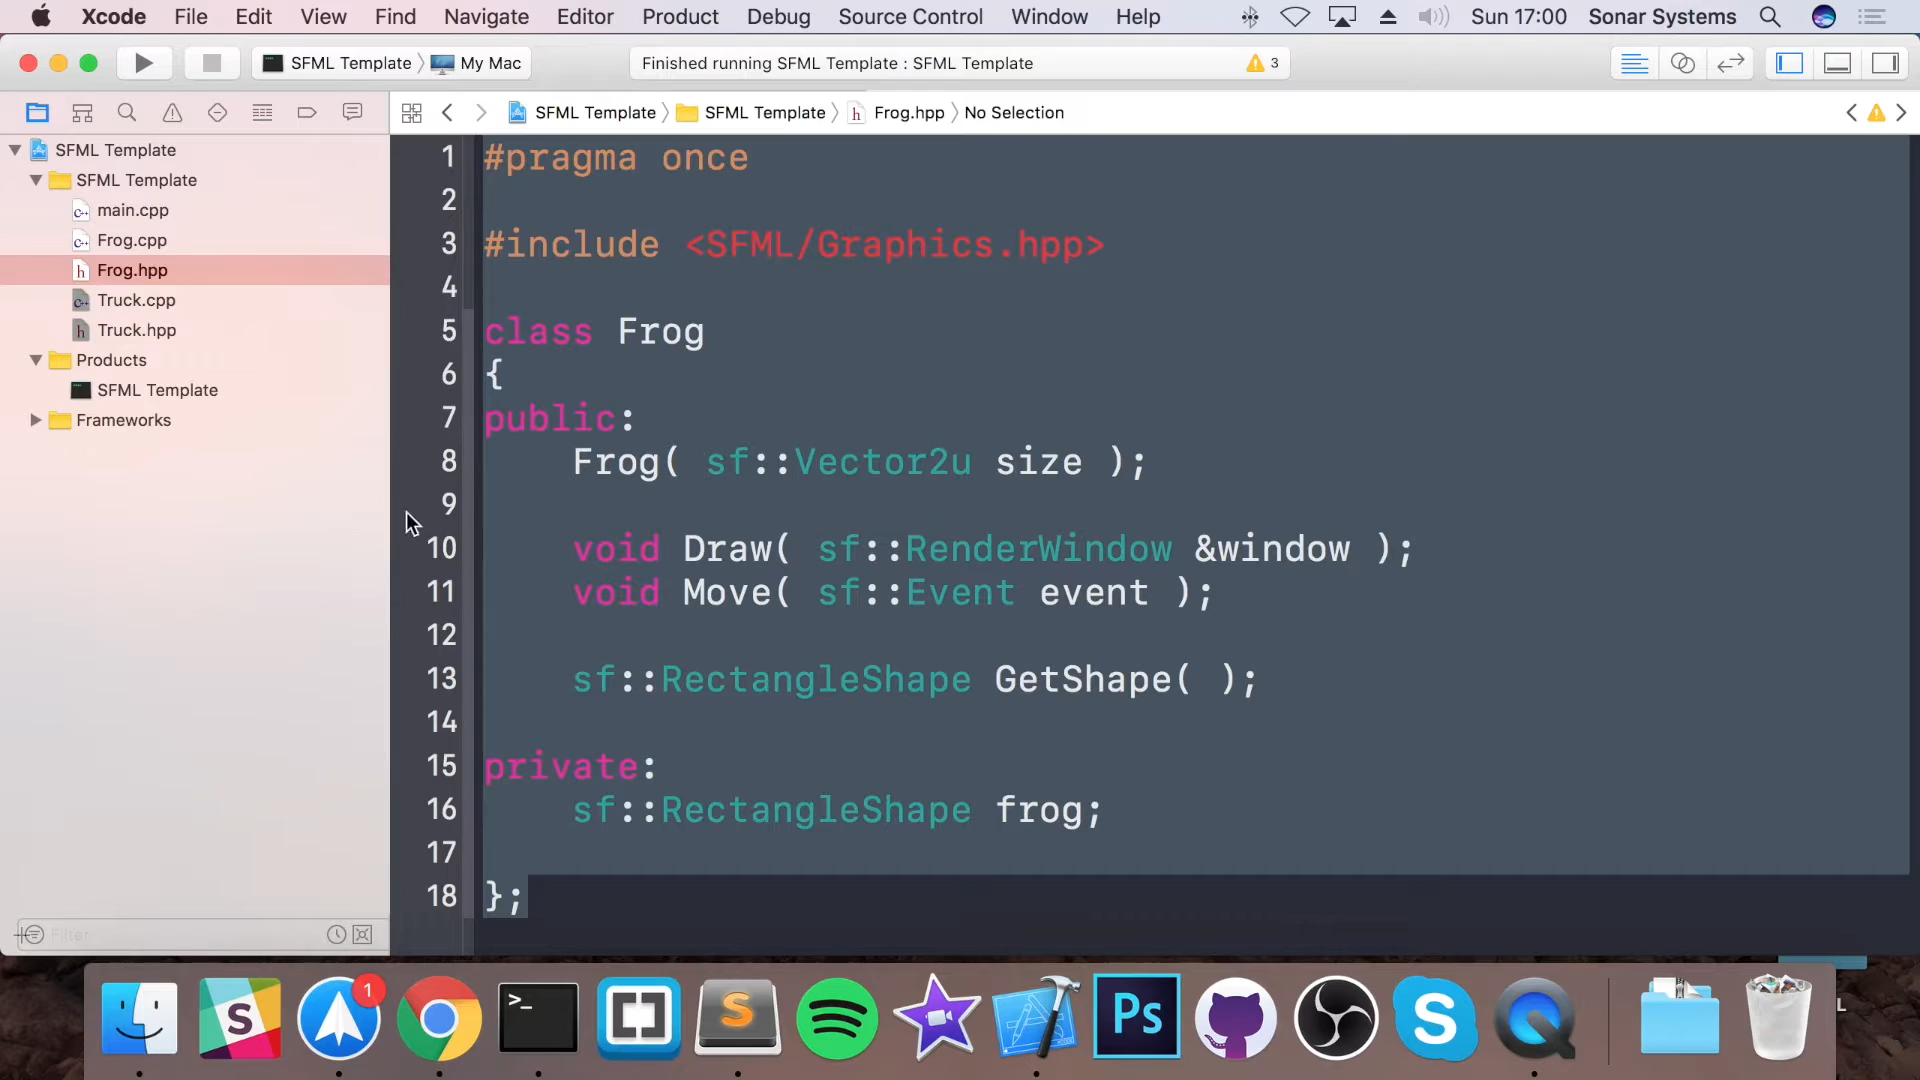 Xcode File Edit View Find Navigate Editor Product Debug Source Control Window Help Sun 17:00 Sonar Systems
SFML Template My Mac Finished running SFML Template : SFML Template 3
SFML Template SFML Template Frog.hpp No Selection
SFML Template
SFML Template
main.cpp
Frog.cpp
Frog.hpp
Truck.cpp
Truck.hpp
Products
SFML Template
Frameworks
Filter
1 #pragma once
2
3 #include <SFML/Graphics.hpp>
4
5 class Frog
6 {
7 public:
8 Frog( sf::Vector2u size );
9
10 void Draw( sf::RenderWindow &window );
11 void Move( sf::Event event );
12
13 sf::RectangleShape GetShape( );
14
15 private:
16 sf::RectangleShape frog;
17
18 };
S 1 >_ S Ps S
L